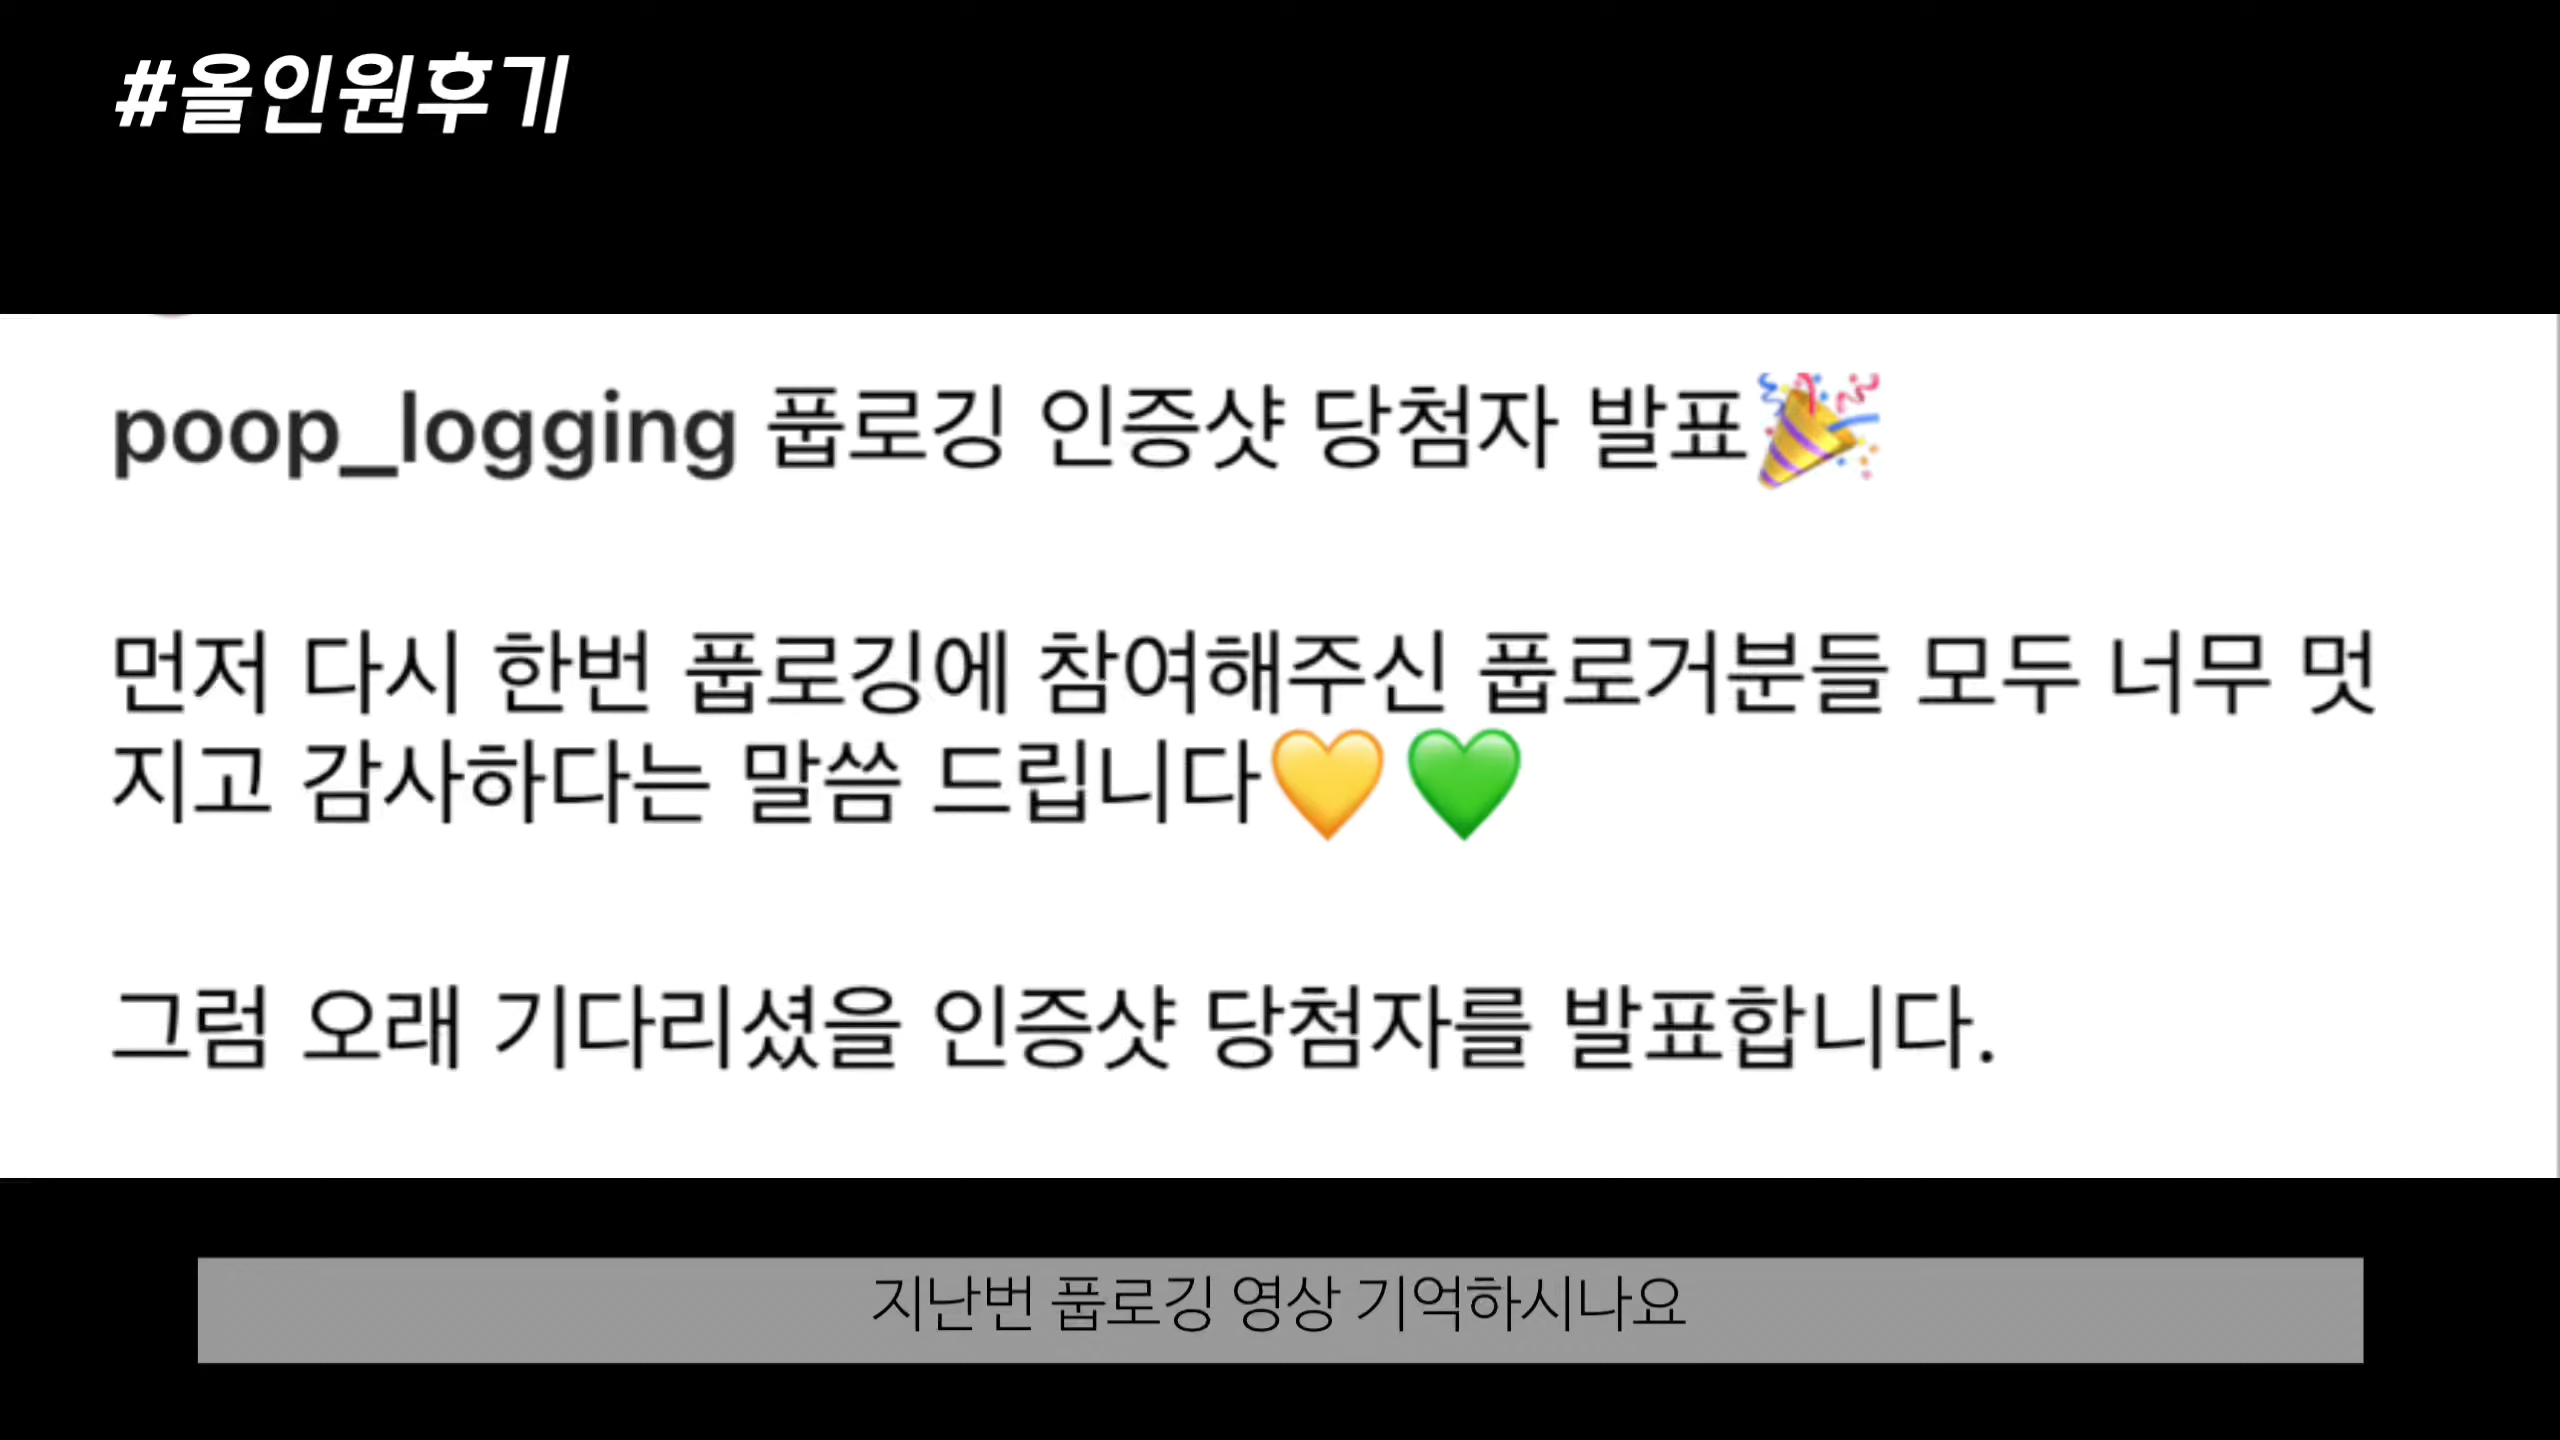 #올인원후기
poop_logging 풉로깅 인증샷 당첨자 발표🎉
먼저 다시 한번 풉로깅에 참여해주신 풉로거분들 모두 너무 멋
지고 감사하다는 말씀 드립니다💛💚
그럼 오래 기다리셨을 인증샷 당첨자를 발표합니다.
지난번 풉로깅 영상 기억하시나요